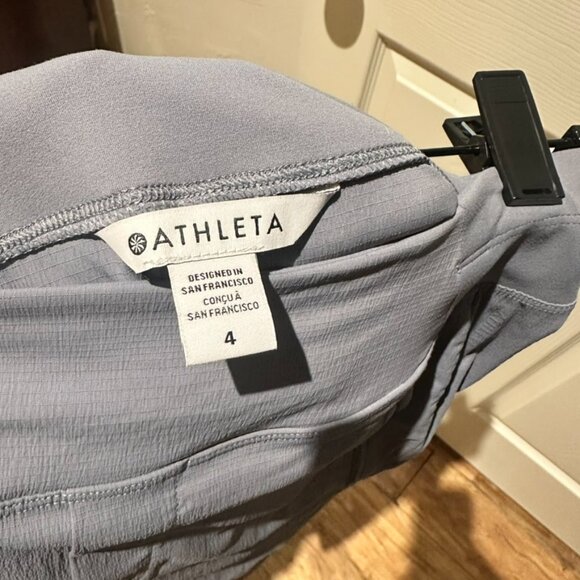 ATHLETA
DESIGNED IN
SAN FRANCISCO
CONÇU À
SAN FRANCISCO
4